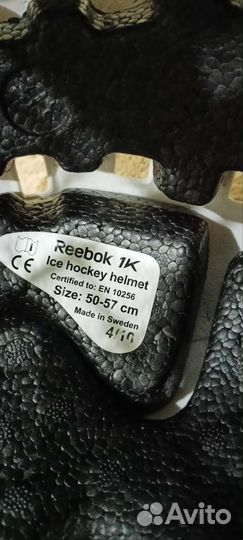 Reebok 1K
Ice hockey helmet
Certified to: EN 10256
Size: 50-57 cm
Made in Sweden
4/10
CE
Avito